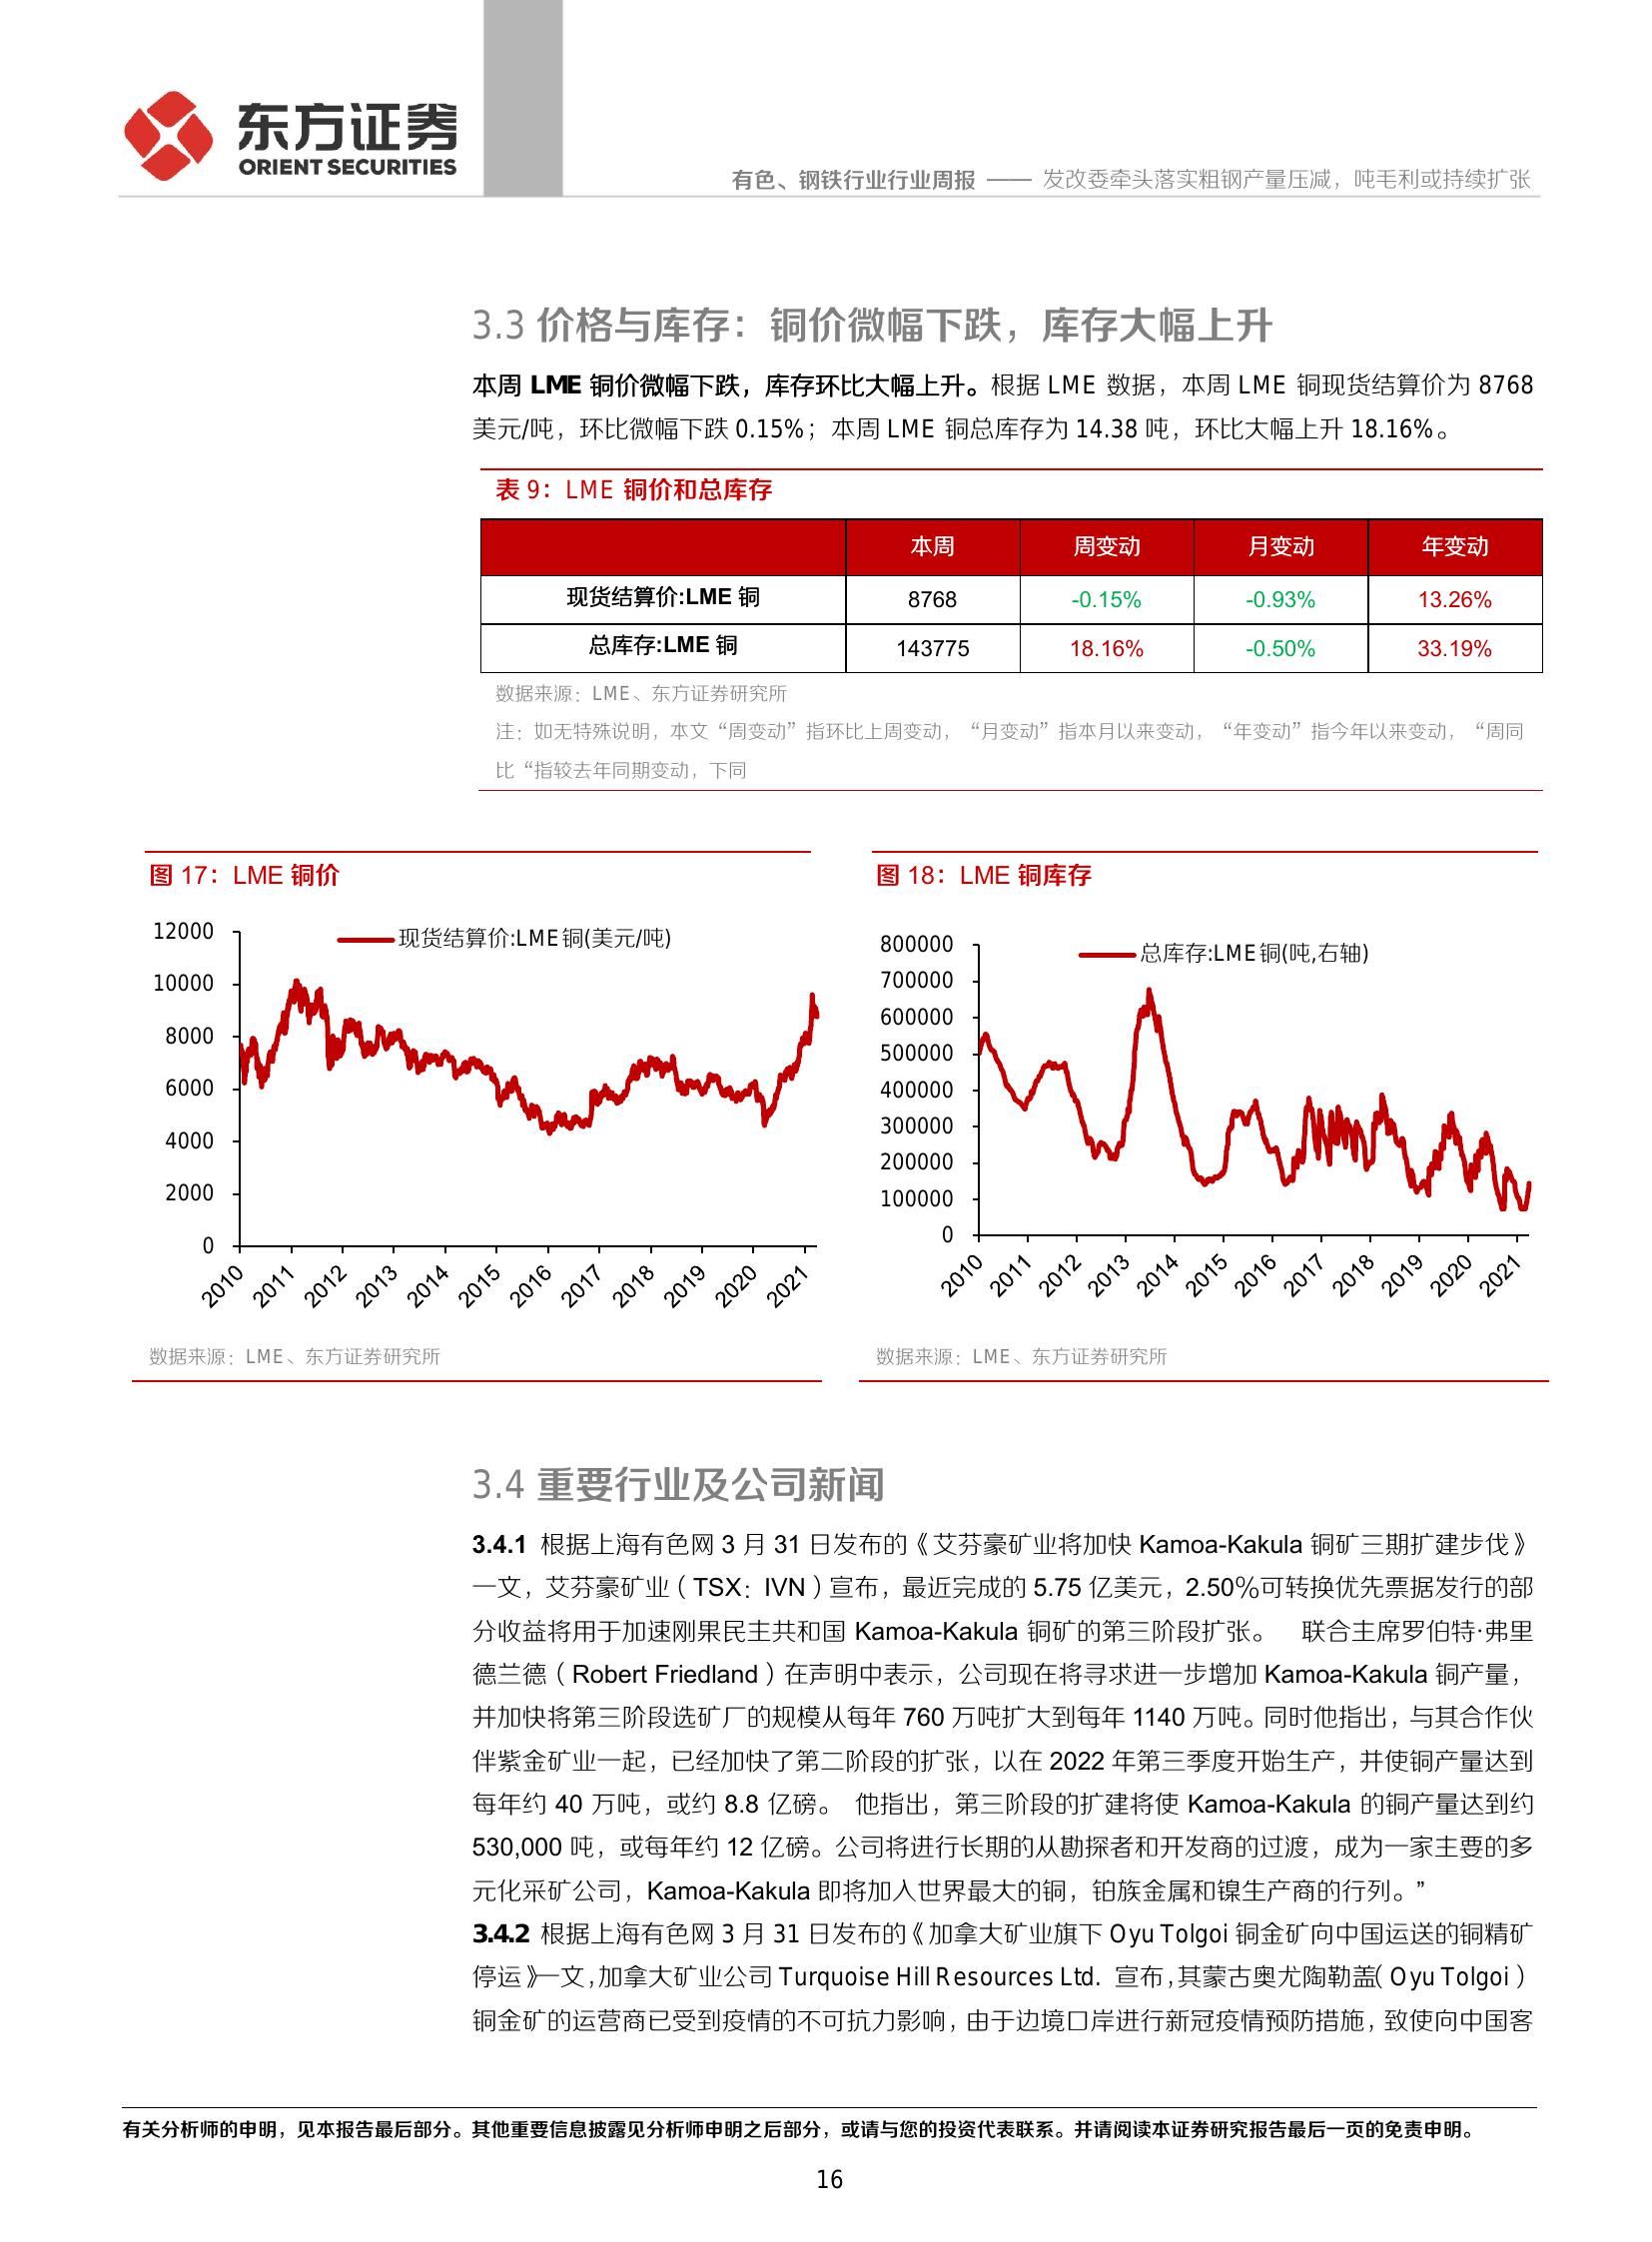 东方证券
ORIENT SECURITIES
有色、钢铁行业行业周报 —— 发改委牵头落实粗钢产量压减，吨毛利或持续扩张
3.3 价格与库存：铜价微幅下跌，库存大幅上升
本周 LME 铜价微幅下跌，库存环比大幅上升。根据 LME 数据，本周 LME 铜现货结算价为 8768
美元/吨，环比微幅下跌 0.15%；本周 LME 铜总库存为 14.38 吨，环比大幅上升 18.16%。
表 9：LME 铜价和总库存
本周 周变动 月变动 年变动
现货结算价:LME 铜 8768 -0.15% -0.93% 13.26%
总库存:LME 铜 143775 18.16% -0.50% 33.19%
数据来源：LME、东方证券研究所
注：如无特殊说明，本文“周变动”指环比上周变动，“月变动”指本月以来变动，“年变动”指今年以来变动，“周同
比“指较去年同期变动，下同
图 17：LME 铜价
现货结算价:LME铜(美元/吨)
12000
10000
8000
6000
4000
2000
0
2010 2011 2012 2013 2014 2015 2016 2017 2018 2019 2020 2021
数据来源：LME、东方证券研究所
图 18：LME 铜库存
总库存:LME铜(吨,右轴)
800000
700000
600000
500000
400000
300000
200000
100000
0
2010 2011 2012 2013 2014 2015 2016 2017 2018 2019 2020 2021
数据来源：LME、东方证券研究所
3.4 重要行业及公司新闻
3.4.1 根据上海有色网 3 月 31 日发布的《艾芬豪矿业将加快 Kamoa-Kakula 铜矿三期扩建步伐》
一文，艾芬豪矿业（TSX：IVN）宣布，最近完成的 5.75 亿美元，2.50%可转换优先票据发行的部
分收益将用于加速刚果民主共和国 Kamoa-Kakula 铜矿的第三阶段扩张。 联合主席罗伯特·弗里
德兰德（Robert Friedland）在声明中表示，公司现在将寻求进一步增加 Kamoa-Kakula 铜产量，
并加快将第三阶段选矿厂的规模从每年 760 万吨扩大到每年 1140 万吨。同时他指出，与其合作伙
伴紫金矿业一起，已经加快了第二阶段的扩张，以在 2022 年第三季度开始生产，并使铜产量达到
每年约 40 万吨，或约 8.8 亿磅。 他指出，第三阶段的扩建将使 Kamoa-Kakula 的铜产量达到约
530,000 吨，或每年约 12 亿磅。公司将进行长期的从勘探者和开发商的过渡，成为一家主要的多
元化采矿公司，Kamoa-Kakula 即将加入世界最大的铜，铂族金属和镍生产商的行列。”
3.4.2 根据上海有色网 3 月 31 日发布的《加拿大矿业旗下 Oyu Tolgoi 铜金矿向中国运送的铜精矿
停运》一文，加拿大矿业公司 Turquoise Hill Resources Ltd. 宣布，其蒙古奥尤陶勒盖（Oyu Tolgoi）
铜金矿的运营商已受到疫情的不可抗力影响，由于边境口岸进行新冠疫情预防措施，致使向中国客
有关分析师的申明，见本报告最后部分。其他重要信息披露见分析师申明之后部分，或请与您的投资代表联系。并请阅读本证券研究报告最后一页的免责申明。
16